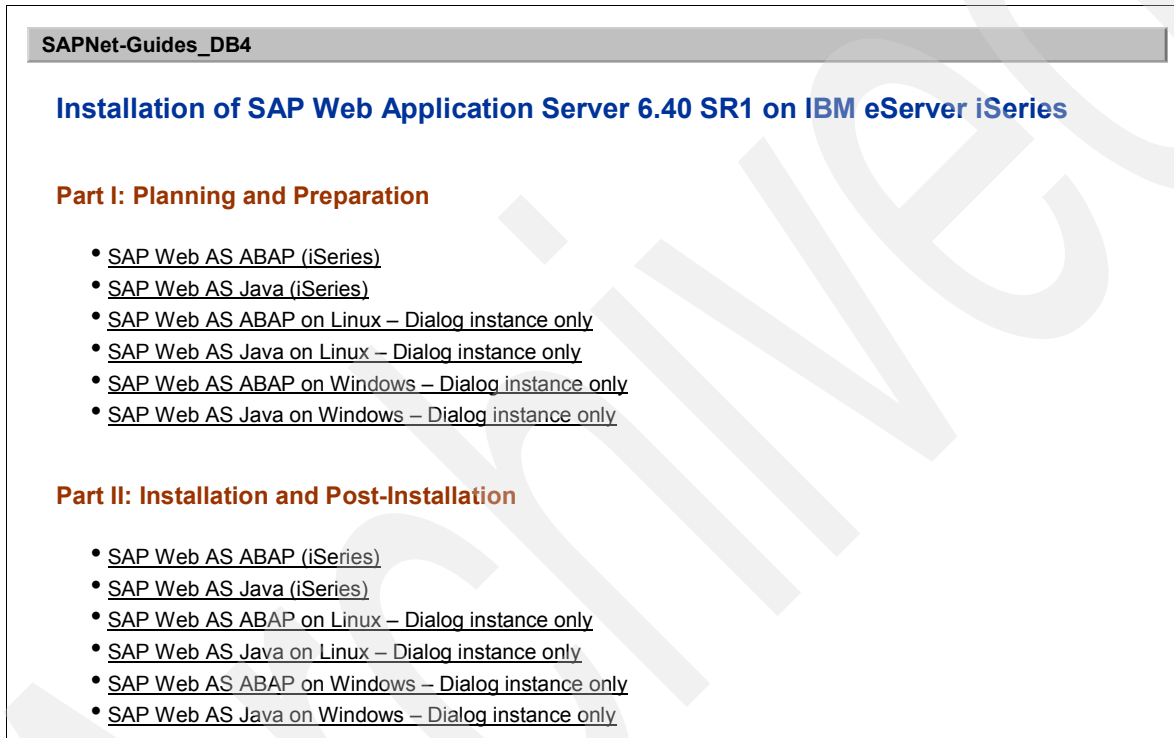 SAPNet-Guides_DB4
Installation of SAP Web Application Server 6.40 SR1 on IBM eServer iSeries
Part I: Planning and Preparation
• SAP Web AS ABAP (iSeries)
• SAP Web AS Java (iSeries)
• SAP Web AS ABAP on Linux – Dialog instance only
• SAP Web AS Java on Linux – Dialog instance only
• SAP Web AS ABAP on Windows – Dialog instance only
• SAP Web AS Java on Windows – Dialog instance only
Part II: Installation and Post-Installation
• SAP Web AS ABAP (iSeries)
• SAP Web AS Java (iSeries)
• SAP Web AS ABAP on Linux – Dialog instance only
• SAP Web AS Java on Linux – Dialog instance only
• SAP Web AS ABAP on Windows – Dialog instance only
• SAP Web AS Java on Windows – Dialog instance only